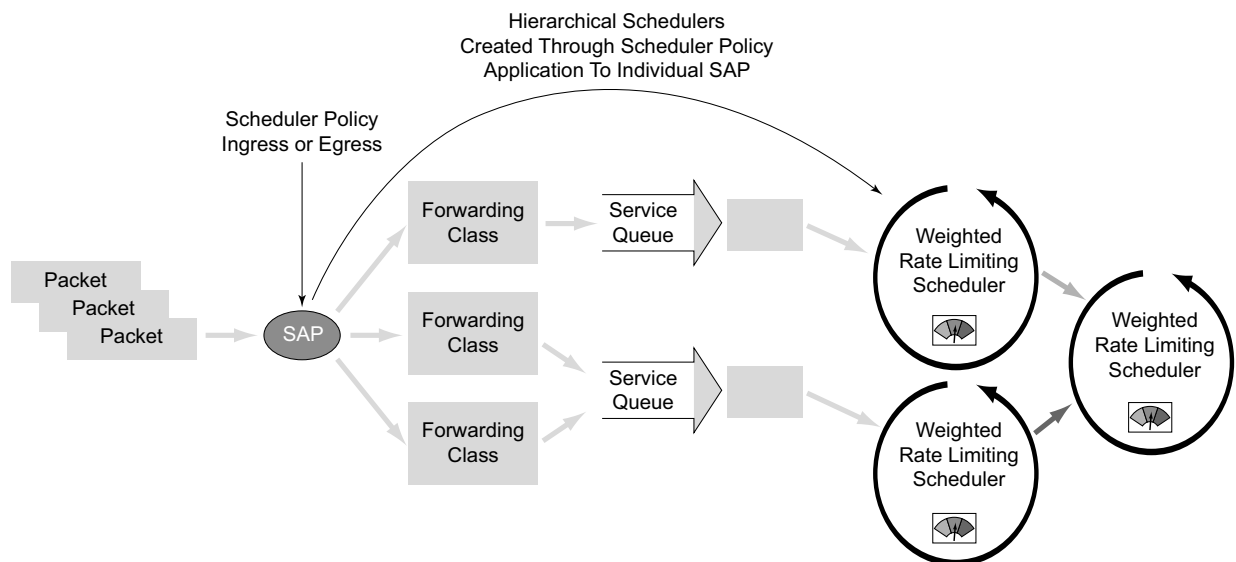 Hierarchical Schedulers
Created Through Scheduler Policy
Application To Individual SAP
Scheduler Policy
Ingress or Egress
Packet
Packet
Packet
SAP
Forwarding
Class
Forwarding
Class
Forwarding
Class
Service
Queue
Service
Queue
Weighted
Rate Limiting
Scheduler
Weighted
Rate Limiting
Scheduler
Weighted
Rate Limiting
Scheduler